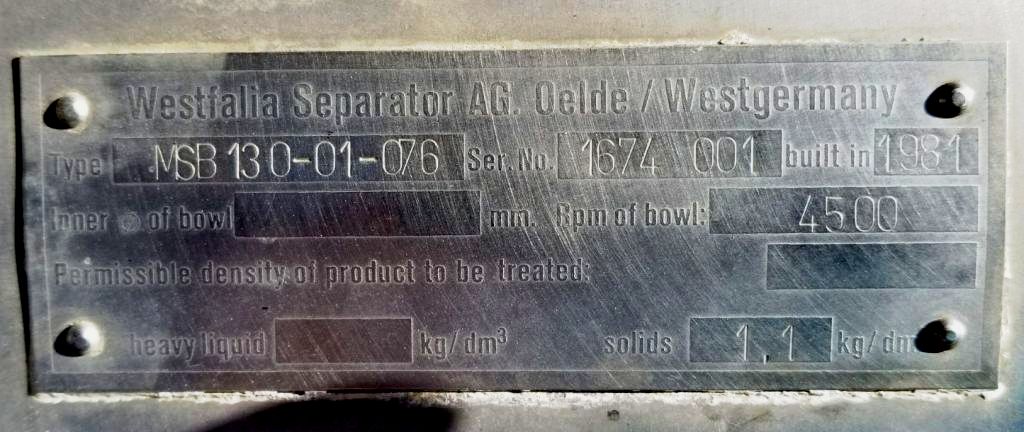 Westfalia Separator AG. Oelde / Westgermany
Type MSB 130-01-076 Ser. No. 1674 001 built in 1981
Inner ⌀ of bowl mm. Rpm of bowl: 4500
Permissible density of product to be treated:
heavy liquid kg/dm³ solids 1,1 kg/dm